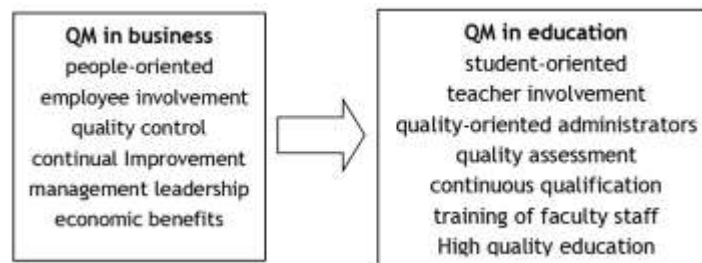 QM in business
people-oriented
employee involvement
quality control
continual Improvement
management leadership
economic benefits
QM in education
student-oriented
teacher involvement
quality-oriented administrators
quality assessment
continuous qualification
training of faculty staff
High quality education